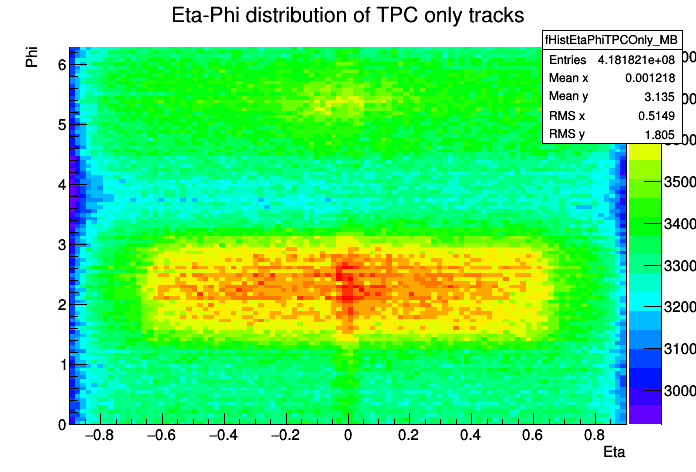 Eta-Phi distribution of TPC only tracks
fHistEtaPhiTPCOnly_MB
Entries 4.181821e+08
Mean x 0.001218
Mean y 3.135
RMS x 0.5149
RMS y 1.805
Phi
6
5
4
3
2
1
0
−0.8 −0.6 −0.4 −0.2 0 0.2 0.4 0.6 0.8
Eta
3500
3400
3300
3200
3100
3000